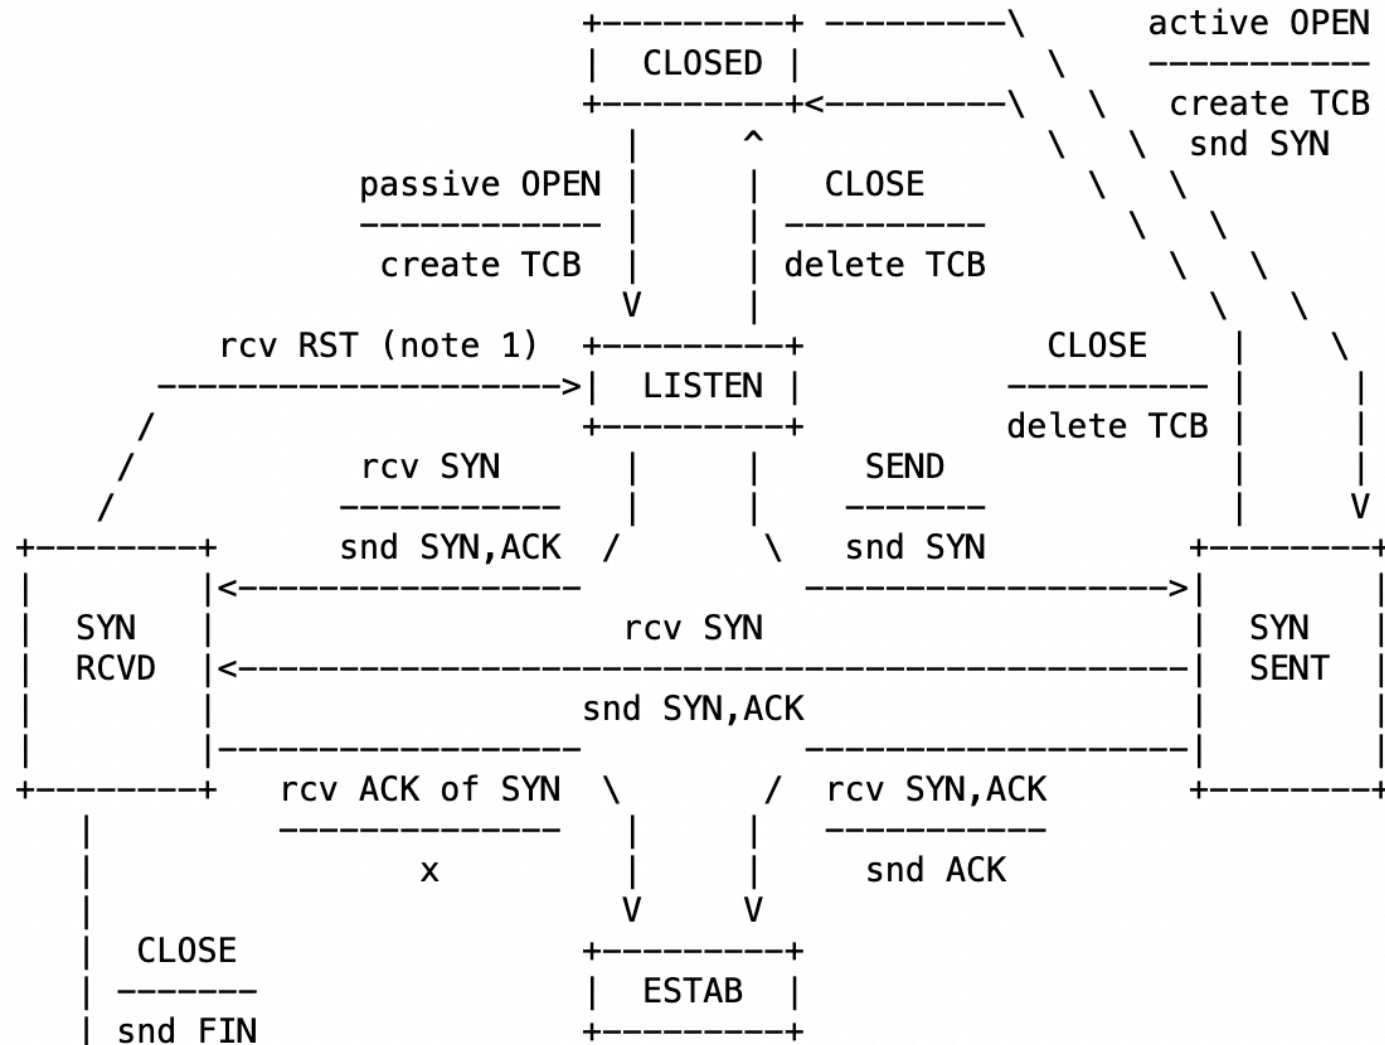 +---------+ ---------\      active OPEN
|  CLOSED |            \    -----------
+---------+<---------\   \   create TCB
|     ^              \   \  snd SYN
passive OPEN |     |   CLOSE        \   \
------------ |     | ----------       \   \
create TCB  |     | delete TCB         \   \
V     |                      \   \
rcv RST (note 1)  +---------+            CLOSE    |    \
-------------------->|  LISTEN |          ---------- |     |
/                     +---------+          delete TCB |     |
/           rcv SYN      |     |     SEND              |     |
/           -----------   |     |    -------            |     V
+--------+      snd SYN,ACK  /       \   snd SYN          +--------+
|        |<-----------------           ------------------>|        |
|  SYN   |                    rcv SYN                     |  SYN   |
|  RCVD  |<-----------------------------------------------|  SENT  |
|        |                  snd SYN,ACK                   |        |
|        |------------------           -------------------|        |
+--------+   rcv ACK of SYN  \       /  rcv SYN,ACK       +--------+
|         --------------   |     |   -----------
|                x         |     |     snd ACK
|                          V     V
|  CLOSE                 +---------+
| -------                |  ESTAB  |
| snd FIN                +---------+